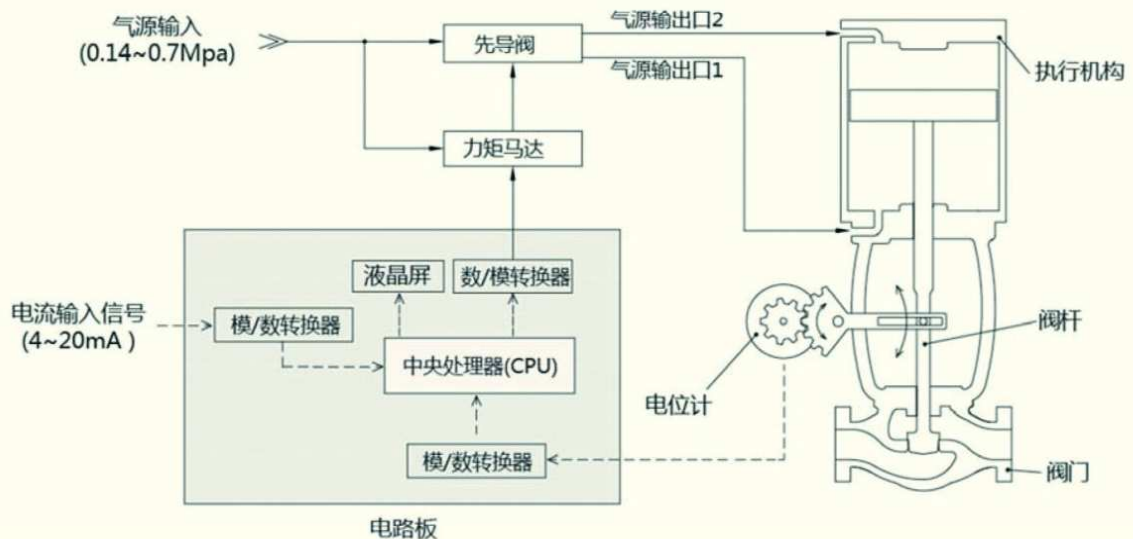 气源输入
(0.14~0.7Mpa)
先导阀
气源输出口2
气源输出口1
执行机构
力矩马达
液晶屏
数/模转换器
电流输入信号
(4~20mA )
模/数转换器
中央处理器(CPU)
阀杆
电位计
模/数转换器
阀门
电路板